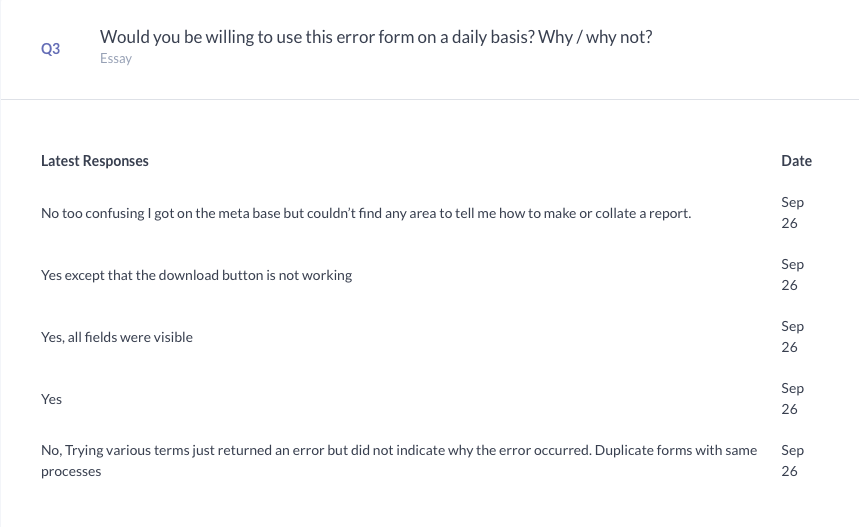 Q3
Would you be willing to use this error form on a daily basis? Why / why not?
Essay
Latest Responses
Date
No too confusing I got on the meta base but couldn’t find any area to tell me how to make or collate a report.
Sep
26
Yes except that the download button is not working
Sep
26
Yes, all fields were visible
Sep
26
Yes
Sep
26
No, Trying various terms just returned an error but did not indicate why the error occurred. Duplicate forms with same
processes
Sep
26